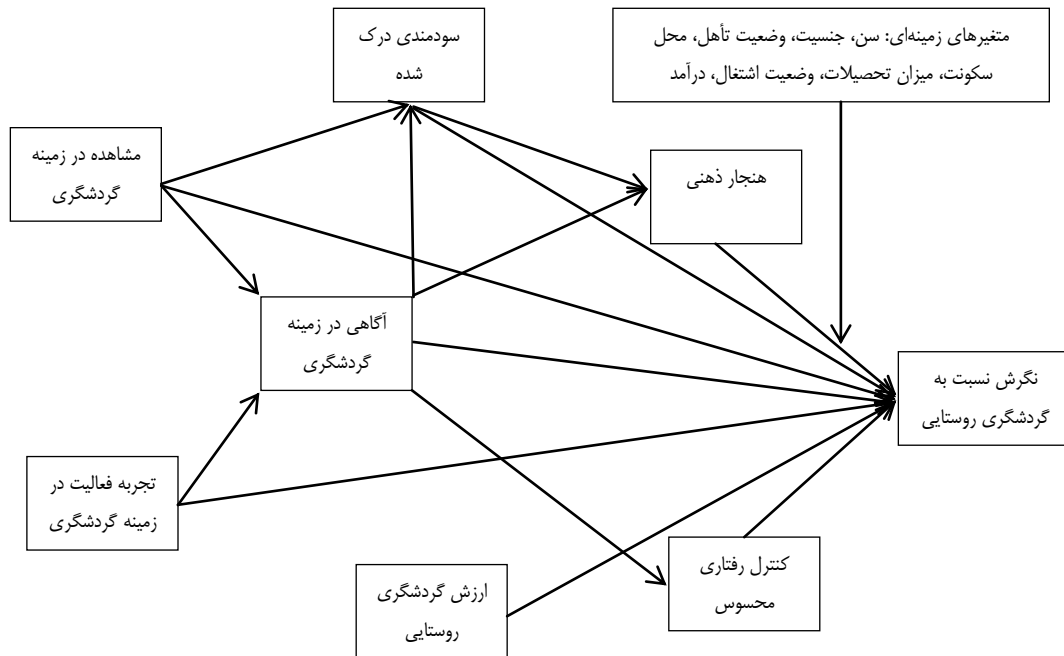 متغیرهای زمینه‌ای: سن، جنسیت، وضعیت تأهل، محل
سکونت، میزان تحصیلات، وضعیت اشتغال، درآمد
سودمندی درک
شده
مشاهده در زمینه
گردشگری
هنجار ذهنی
آگاهی در زمینه
گردشگری
نگرش نسبت به
گردشگری روستایی
تجربه فعالیت در
زمینه گردشگری
کنترل رفتاری
محسوس
ارزش گردشگری
روستایی